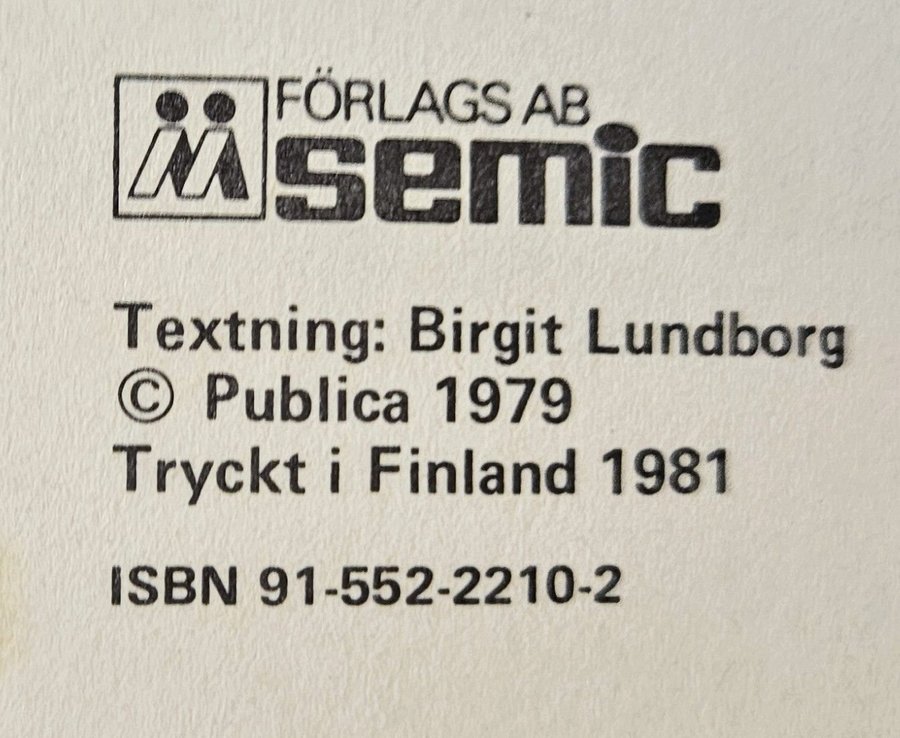 FÖRLAGS AB
semic
Textning: Birgit Lundborg
© Publica 1979
Tryckt i Finland 1981
ISBN 91-552-2210-2